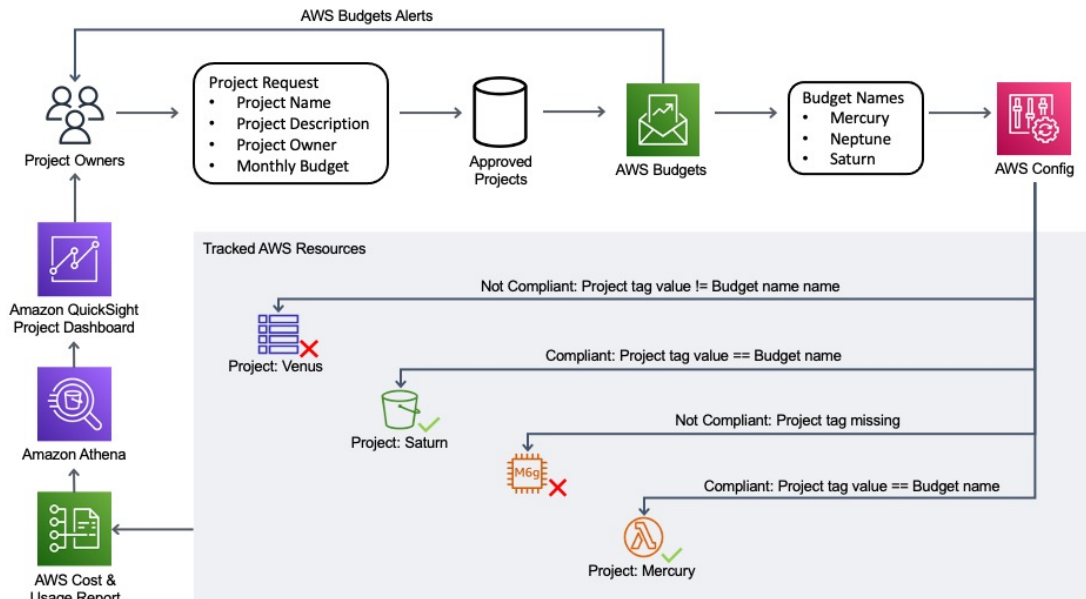 AWS Budgets Alerts
Project Request
• Project Name
• Project Description
• Project Owner
• Monthly Budget
Budget Names
• Mercury
• Neptune
• Saturn
Project Owners
Approved
Projects
AWS Budgets
AWS Config
Tracked AWS Resources
Not Compliant: Project tag value != Budget name name
Project: Venus
Compliant: Project tag value == Budget name
Project: Saturn
Not Compliant: Project tag missing
M6g
Compliant: Project tag value == Budget name
Project: Mercury
Amazon QuickSight
Project Dashboard
Amazon Athena
AWS Cost &
Usage Report